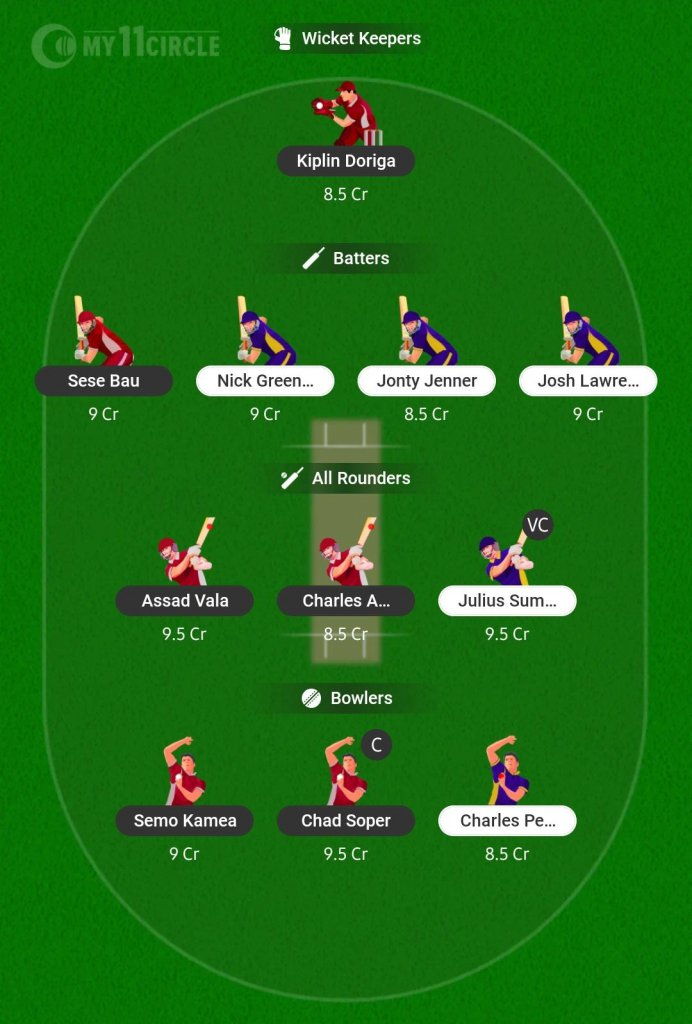 MY11CIRCLE
Wicket Keepers
Kiplin Doriga
8.5 Cr
Batters
Sese Bau
Nick Green...
Jonty Jenner
Josh Lawre...
9 Cr
9 Cr
8.5 Cr
9 Cr
All Rounders
VC
Assad Vala
Charles A...
Julius Sum...
9.5 Cr
8.5 Cr
9.5 Cr
Bowlers
C
Semo Kamea
Chad Soper
Charles Pe...
9 Cr
9.5 Cr
8.5 Cr